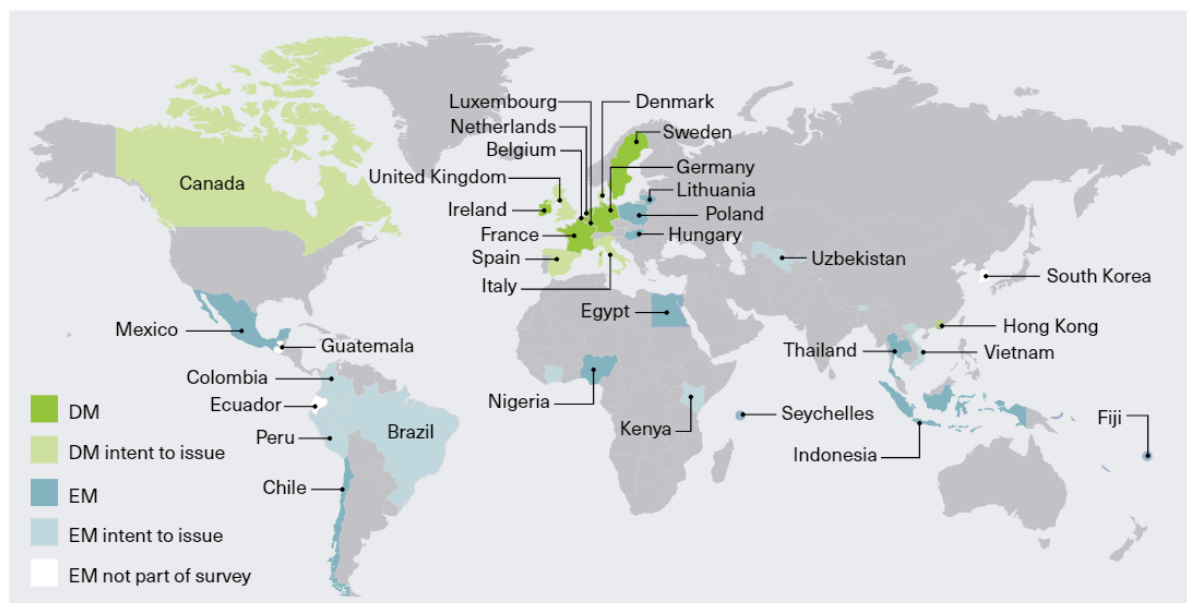 Luxembourg
Denmark
Netherlands
Sweden
Belgium
Germany
United Kingdom
Canada
Lithuania
Ireland
Poland
France
Hungary
Spain
Uzbekistan
Italy
South Korea
Egypt
Mexico
Hong Kong
Guatemala
Thailand
Vietnam
Colombia
Nigeria
Ecuador
Seychelles
Fiji
Kenya
Peru
Brazil
Indonesia
Chile
DM
DM intent to issue
EM
EM intent to issue
EM not part of survey